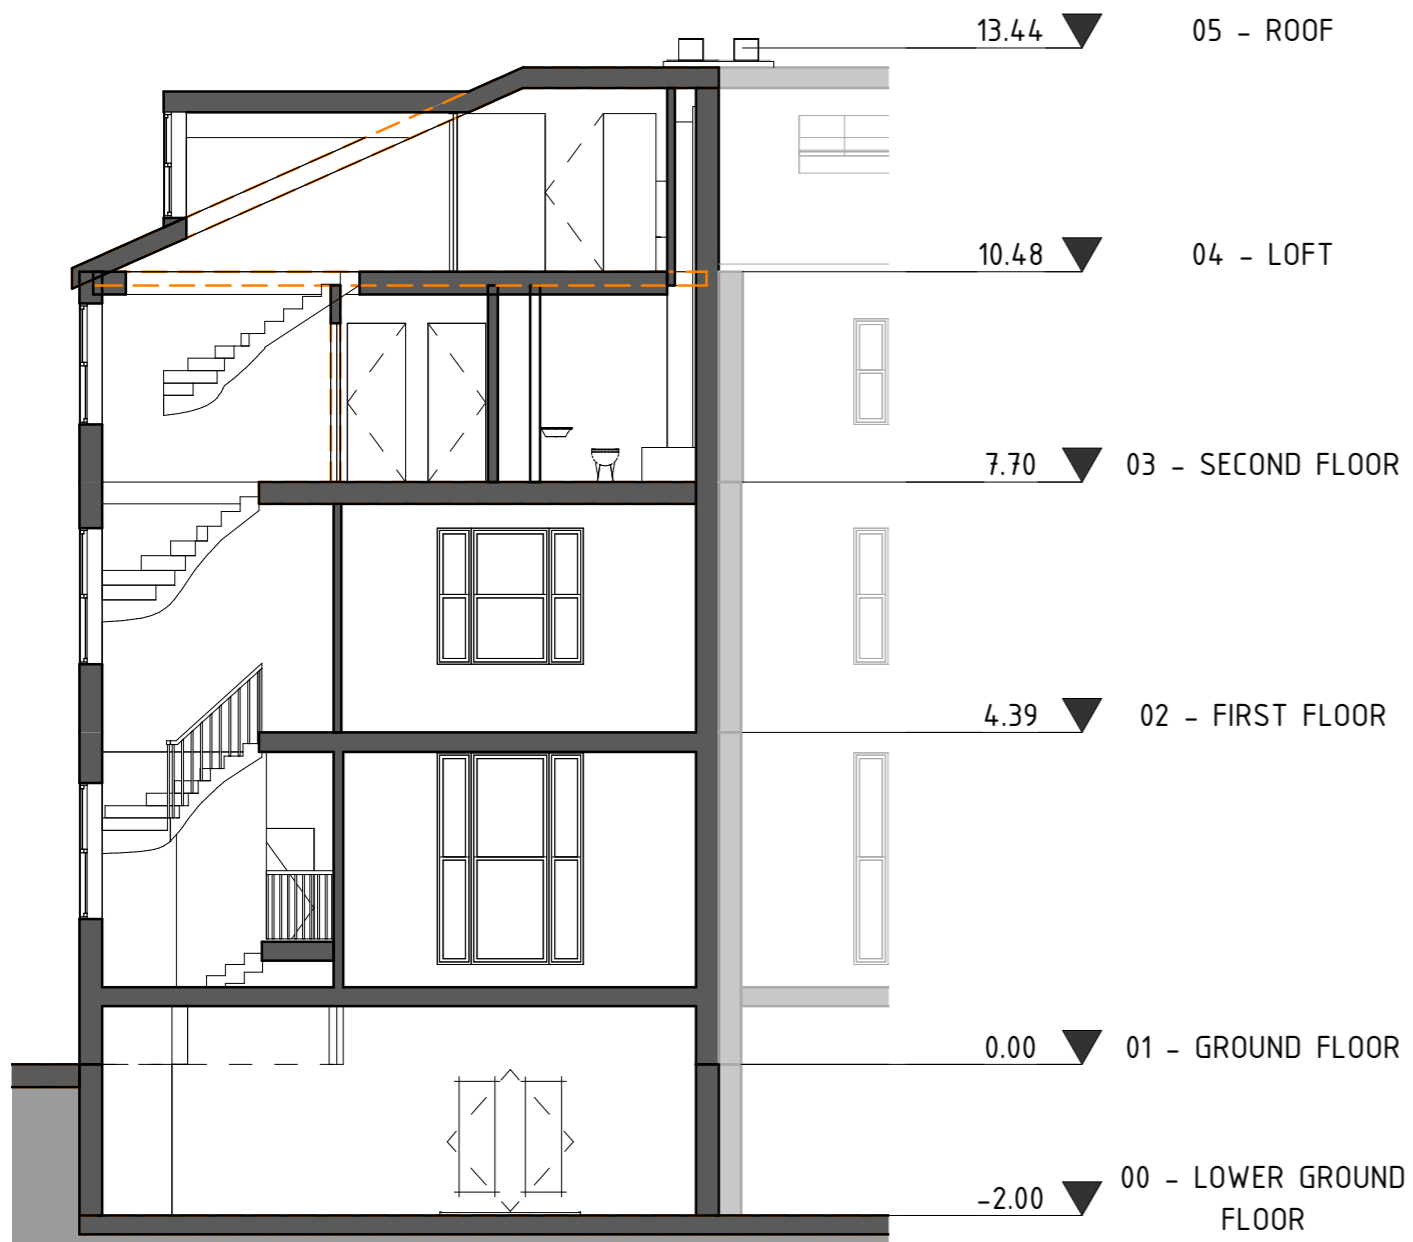 13.44 05 - ROOF
10.48 04 - LOFT
7.70 03 - SECOND FLOOR
4.39 02 - FIRST FLOOR
0.00 01 - GROUND FLOOR
-2.00 00 - LOWER GROUND
FLOOR